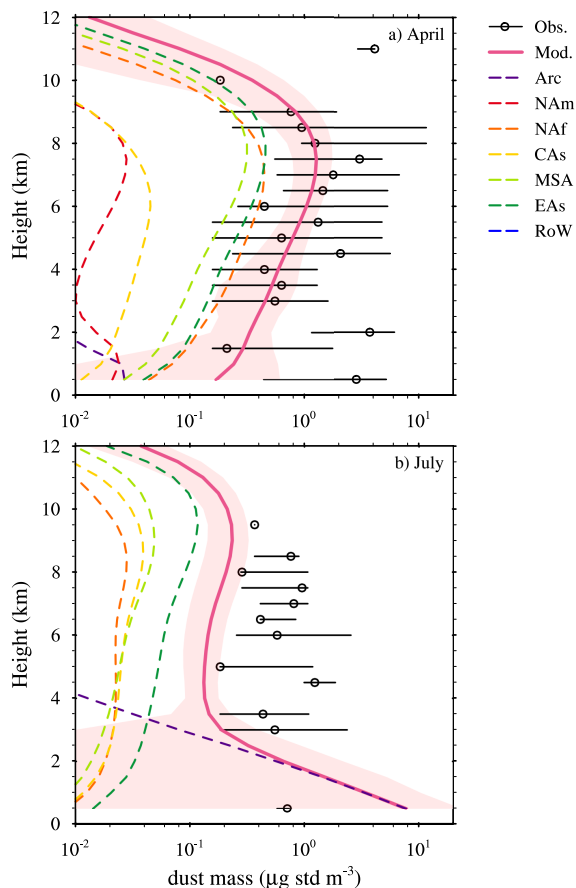 a) April
12
10
8
6
4
2
0
Height (km)
10-2
10-1
100
101
Obs.
Mod.
Arc
NAm
NAf
CAs
MSA
EAs
RoW
b) July
12
10
8
6
4
2
0
Height (km)
10-2
10-1
100
101
dust mass (μg std m-3)